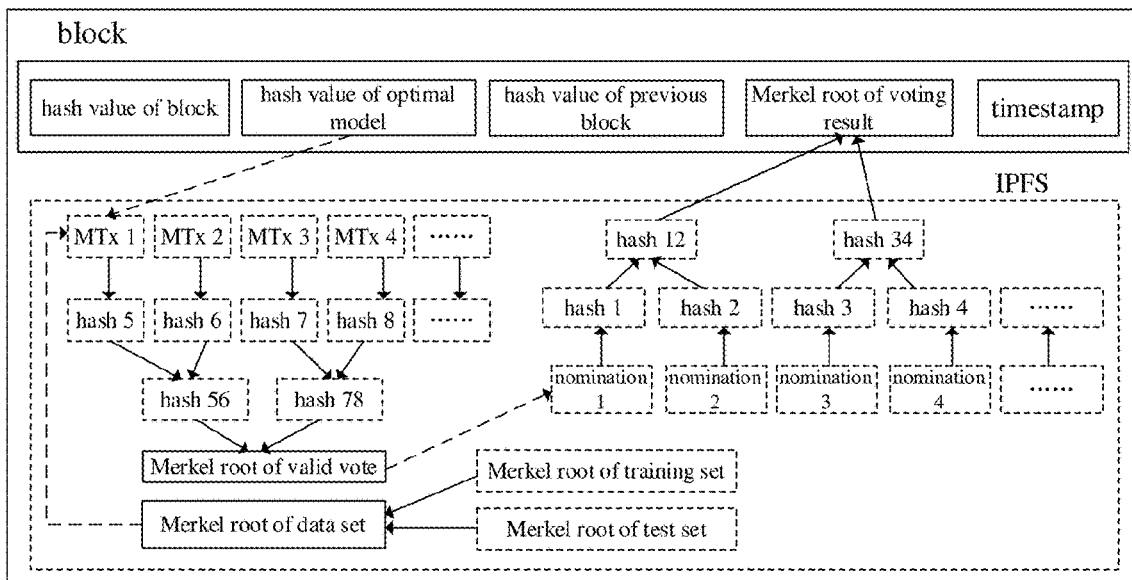 block
hash value of block
hash value of optimal
model
hash value of previous
block
Merkel root of voting
result
timestamp
IPFS
MTx 1
MTx 2
MTx 3
MTx 4
......
hash 12
hash 34
hash 5
hash 6
hash 7
hash 8
......
hash 1
hash 2
hash 3
hash 4
......
hash 56
hash 78
nomination
1
nomination
2
nomination
3
nomination
4
......
Merkel root of valid vote
Merkel root of training set
Merkel root of data set
Merkel root of test set